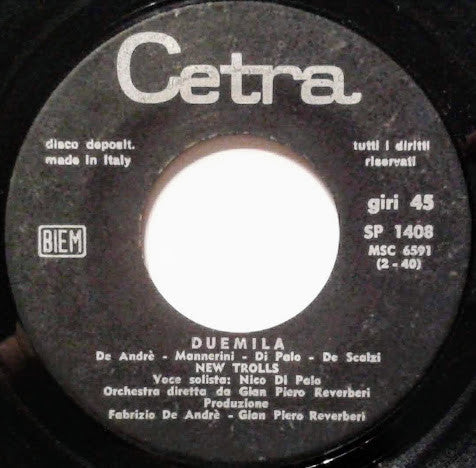 Cetra
disco deposit.
made in Italy
tutti i diritti
riservati
giri 45
SP 1408
MSC 6591
(2-40)
BIEM
DUEMILA
De Andrè - Mannerini - Di Palo - De Scalzi
NEW TROLLS
Voce solista: Nico Di Palo
Orchestra diretta da Gian Piero Reverberi
Produzione
Fabrizio De Andrè - Gian Piero Reverberi